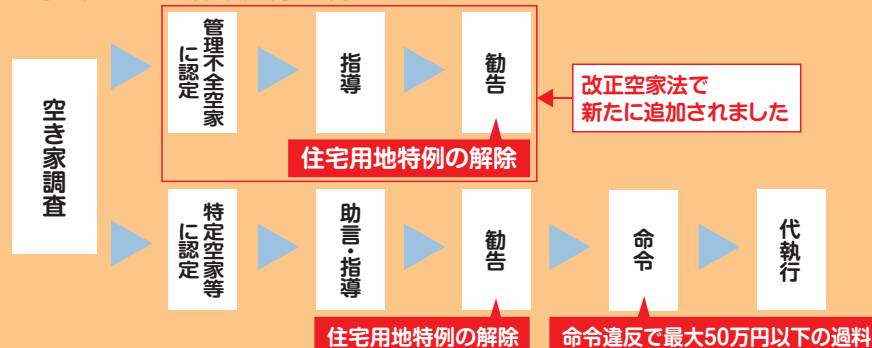 空き家調査
管理不全空家
に認定
指導
勧告
住宅用地特例の解除
改正空家法で
新たに追加されました
特定空家等
に認定
助言・指導
勧告
住宅用地特例の解除
命令
命令違反で最大50万円以下の過料
代執行